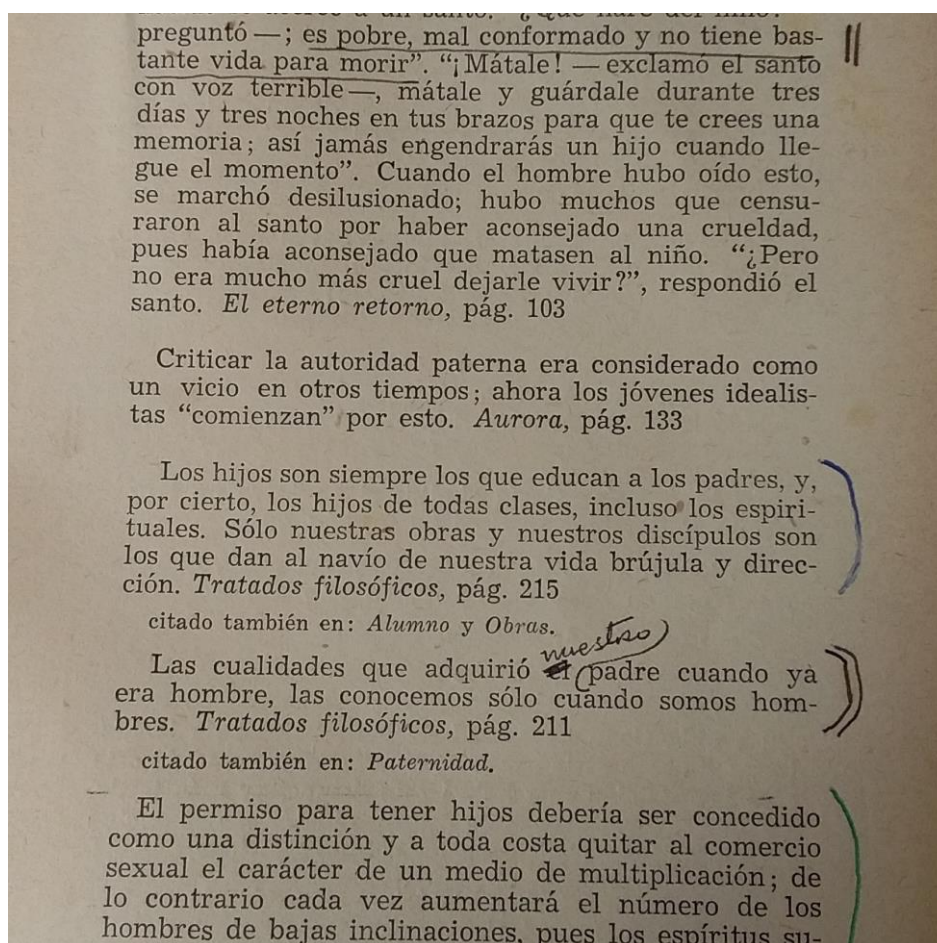 preguntó —; es pobre, mal conformado y no tiene bas-
tante vida para morir”. “¡Mátale! — exclamó el santo
con voz terrible—, mátale y guárdale durante tres
días y tres noches en tus brazos para que te crees una
memoria; así jamás engendrarás un hijo cuando lle-
gue el momento”. Cuando el hombre hubo oído esto,
se marchó desilusionado; hubo muchos que censu-
raron al santo por haber aconsejado una crueldad,
pues había aconsejado que matasen al niño. “¿Pero
no era mucho más cruel dejarle vivir?”, respondió el
santo. El eterno retorno, pág. 103
Criticar la autoridad paterna era considerado como
un vicio en otros tiempos; ahora los jóvenes idealis-
tas “comienzan” por esto. Aurora, pág. 133
Los hijos son siempre los que educan a los padres, y,
por cierto, los hijos de todas clases, incluso los espiri-
tuales. Sólo nuestras obras y nuestros discípulos son
los que dan al navío de nuestra vida brújula y direc-
ción. Tratados filosóficos, pág. 215
citado también en: Alumno y Obras.
nuestro
Las cualidades que adquirió el padre cuando ya
era hombre, las conocemos sólo cuando somos hom-
bres. Tratados filosóficos, pág. 211
citado también en: Paternidad.
El permiso para tener hijos debería ser concedido
como una distinción y a toda costa quitar al comercio
sexual el carácter de un medio de multiplicación; de
lo contrario cada vez aumentará el número de los
hombres de bajas inclinaciones, pues los espíritus su-